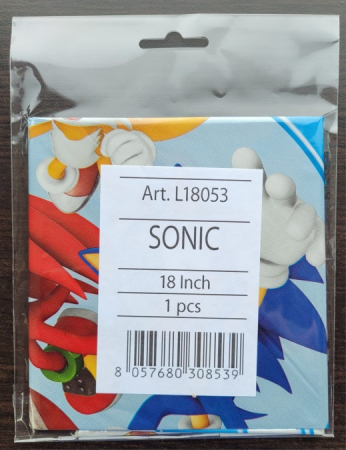 Art. L18053
SONIC
18 Inch
1 pcs
8 057680 308539